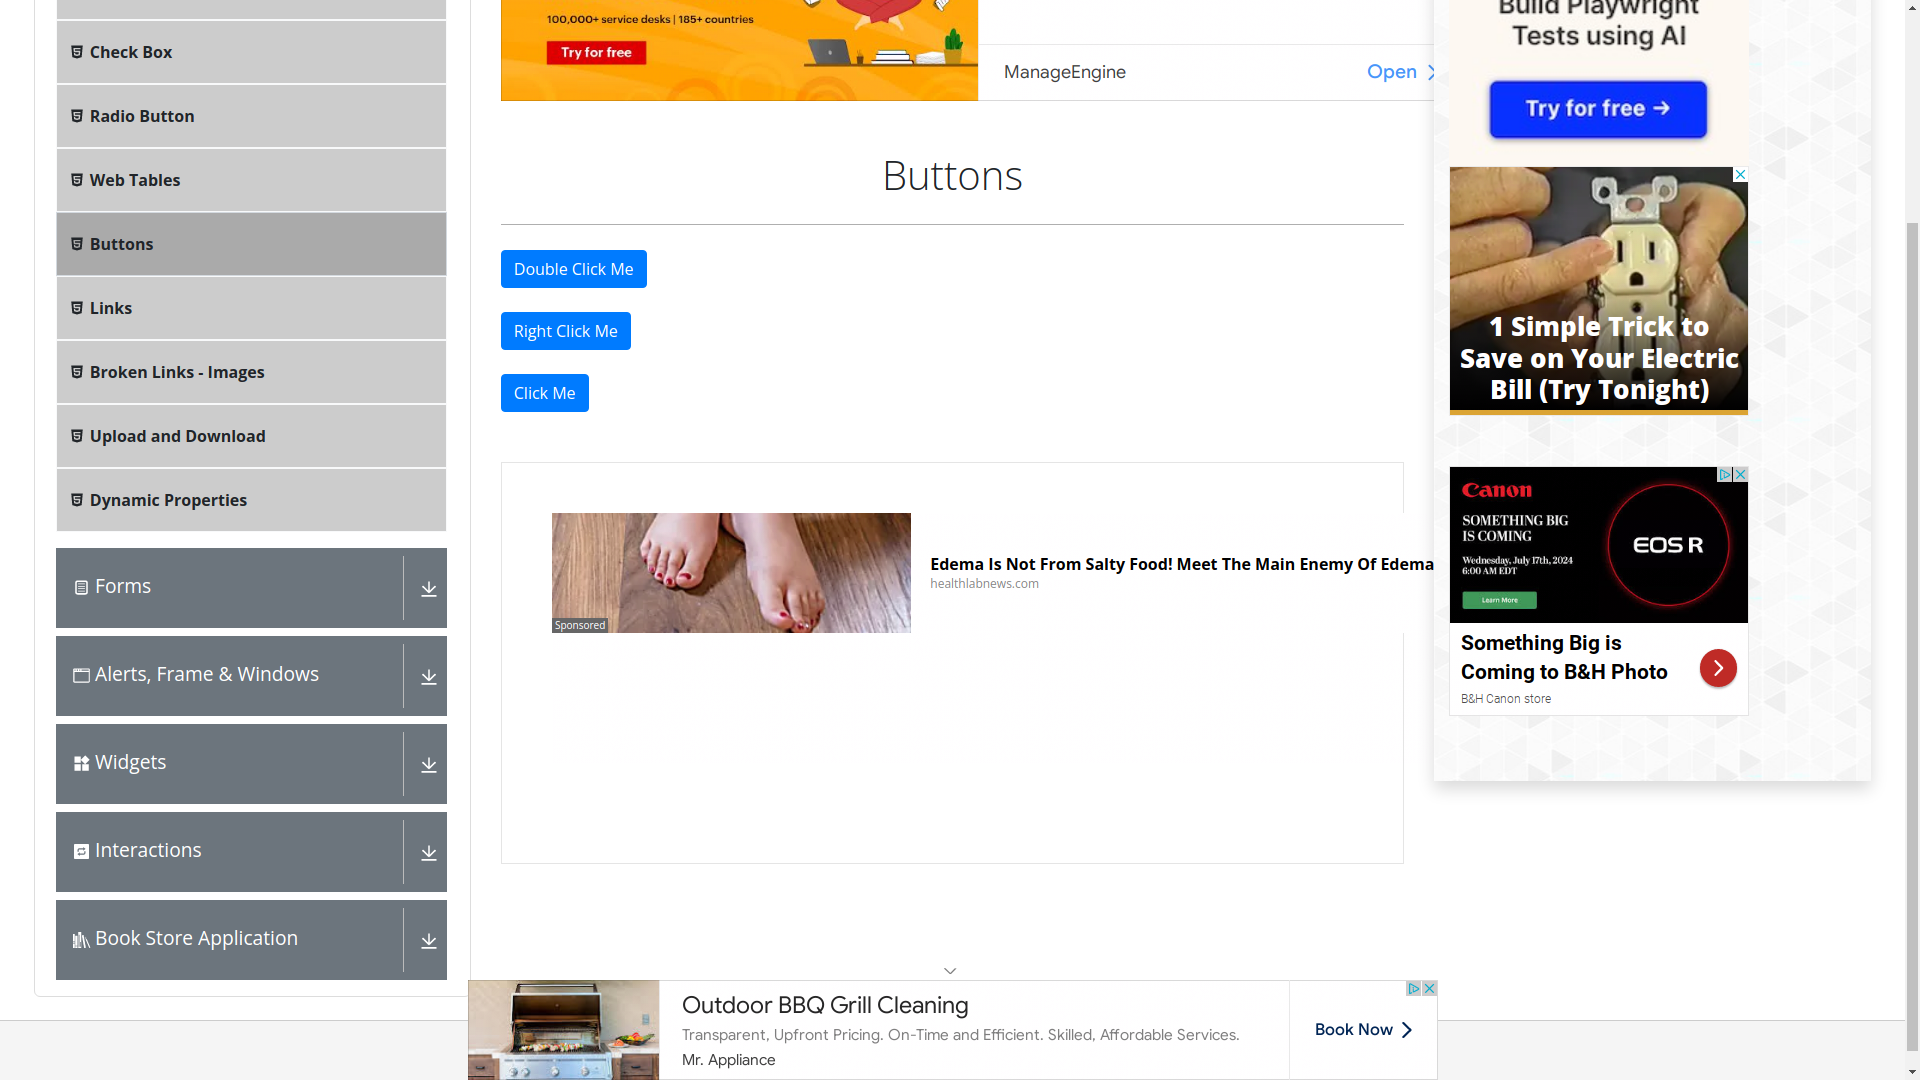 Check Box
Radio Button
Web Tables
Buttons
Links
Broken Links - Images
Upload and Download
Dynamic Properties
Forms
Alerts, Frame & Windows
Widgets
Interactions
Book Store Application
100,000+ service desks | 185+ countries
Try for free
ManageEngine
Open
Buttons
Double Click Me
Right Click Me
Click Me
Sponsored
Edema Is Not From Salty Food! Meet The Main Enemy Of Edema
healthlabnews.com
Build Playwright
Tests using AI
Try for free →
1 Simple Trick to
Save on Your Electric
Bill (Try Tonight)
Canon
SOMETHING BIG
IS COMING
Wednesday, July 17th, 2024
6:00 AM EDT
Learn More
EOS R
Something Big is
Coming to B&H Photo
B&H Canon store
Outdoor BBQ Grill Cleaning
Transparent, Upfront Pricing. On-Time and Efficient. Skilled, Affordable Services.
Mr. Appliance
Book Now